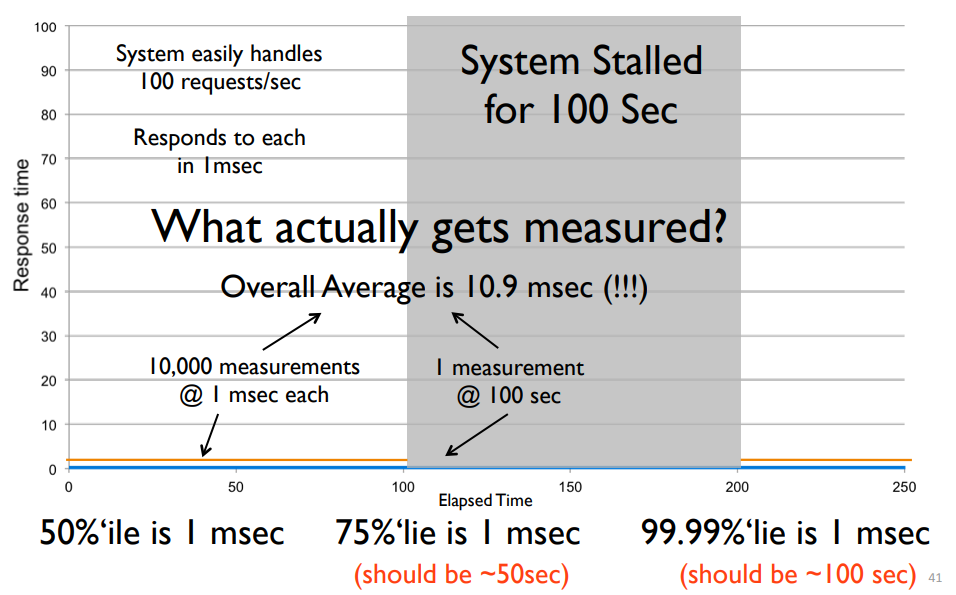 System easily handles
100 requests/sec
Responds to each
in 1msec
System Stalled
for 100 Sec
What actually gets measured?
Overall Average is 10.9 msec (!!!)
10,000 measurements
@ 1 msec each
1 measurement
@ 100 sec
Response time
100
90
80
70
60
50
40
30
20
10
0
0 50 100 150 200 250
Elapsed Time
50%‘ile is 1 msec 75%‘lie is 1 msec 99.99%‘lie is 1 msec
(should be ~50sec) (should be ~100 sec)
41